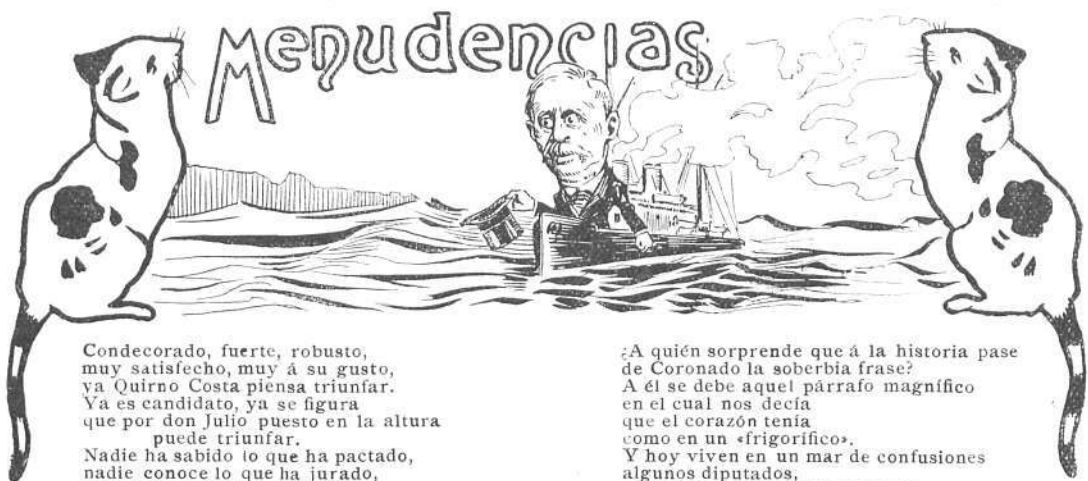 Menudencias
Condecorado, fuerte, robusto,
muy satisfecho, muy á su gusto,
ya Quirno Costa piensa triunfar.
Ya es candidato, ya se figura
que por don Julio puesto en la altura
puede triunfar.
Nadie ha sabido lo que ha pactado,
nadie conoce lo que ha jurado,
¿A quién sorprende que á la historia pase
de Coronado la soberbia frase?
A él se debe aquel párrafo magnífico
en el cual nos decía
que el corazón tenía
como en un «frigorífico».
Y hoy viven en un mar de confusiones
algunos diputados,